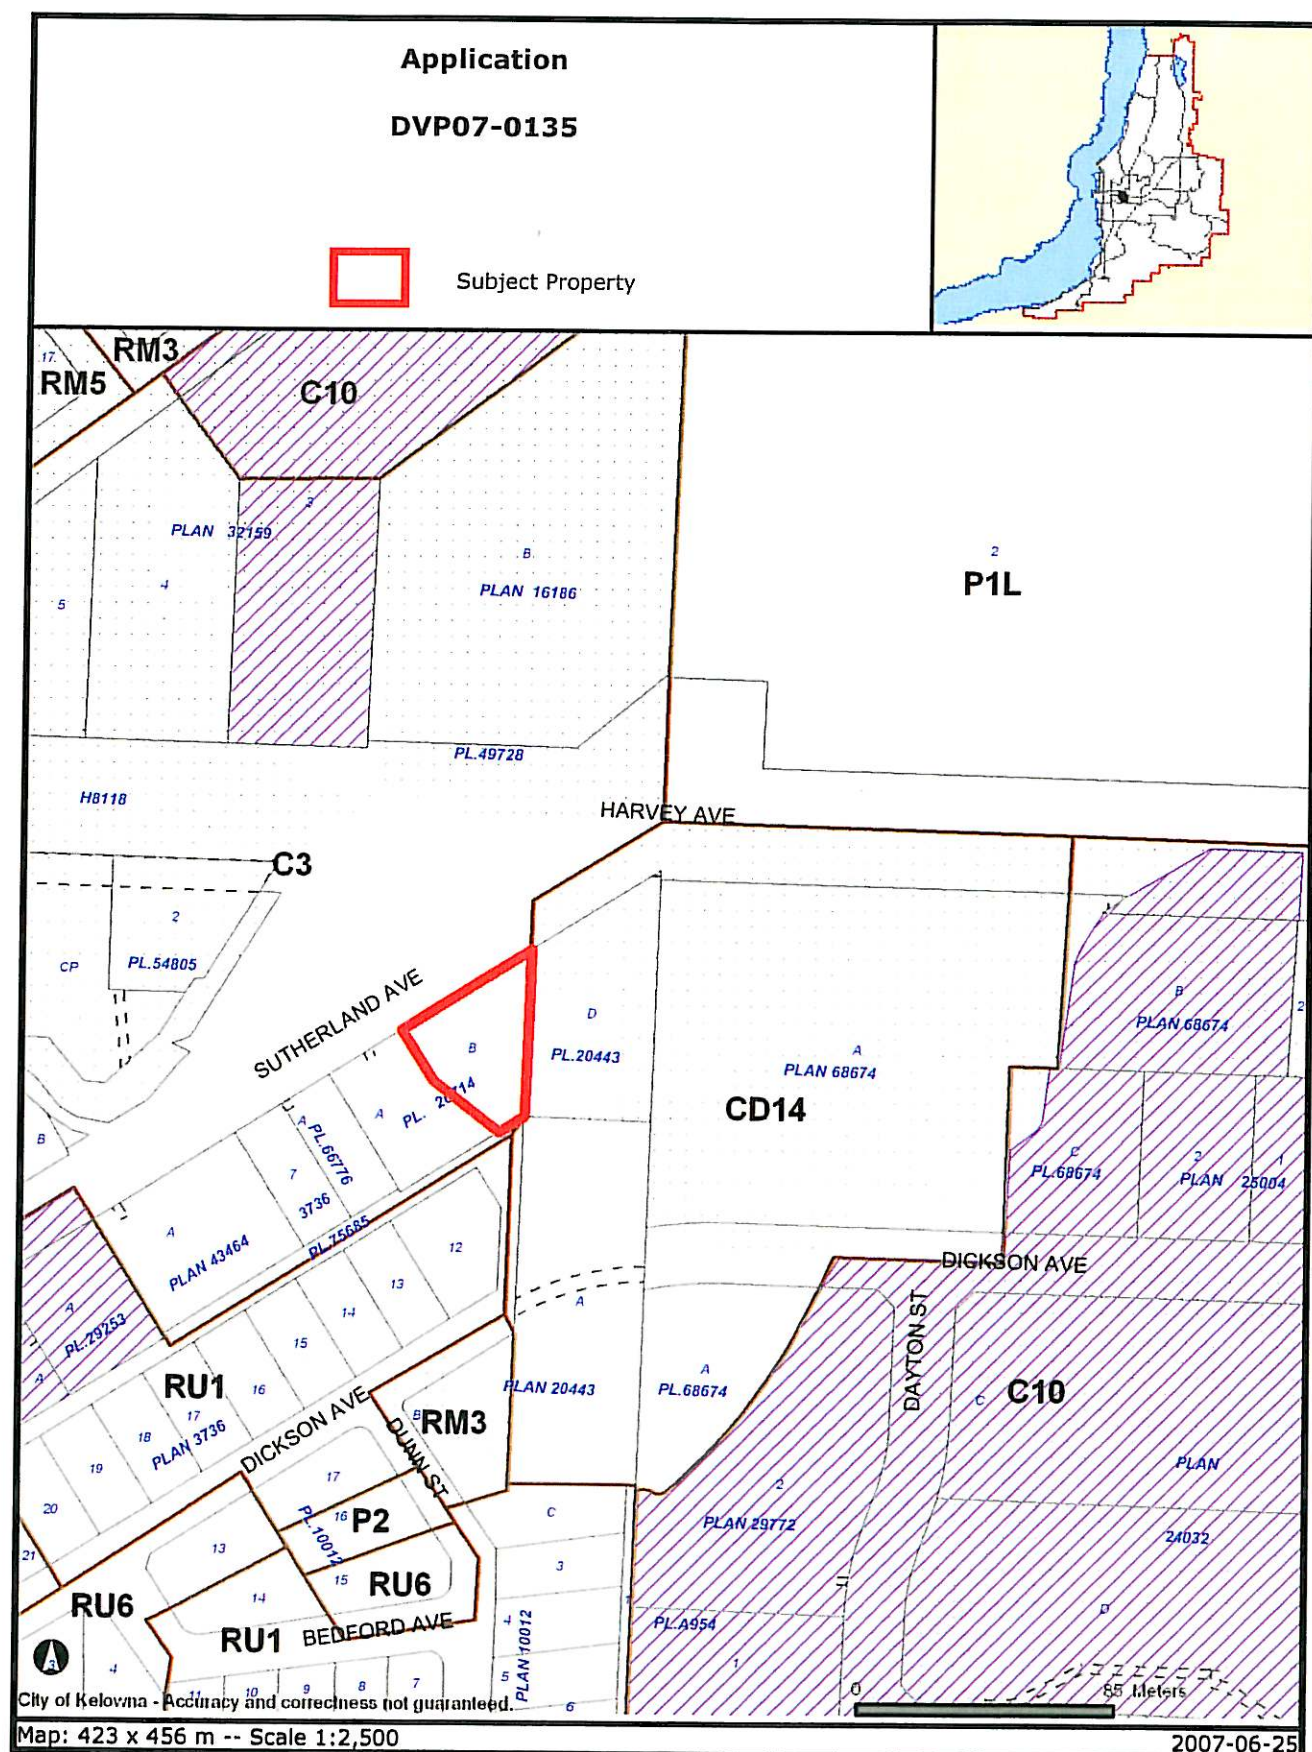 Application
DVP07-0135
Subject Property
17
RM3
RM5
C10
3
PLAN 32159
4
5
B
PLAN 16186
2
P1L
PL.49728
H8118
HARVEY AVE
C3
2
PL.54805
CP
SUTHERLAND AVE
B
PL.
D
PL.20443
A
PLAN 68674
CD14
B
PLAN 68674
2
B
A
A
PL.66776
7
3736
PL.75685
A
PLAN 43464
C
PL.68674
2
1
PLAN 25004
12
13
14
15
16
17
18
19
20
21
A
PL.29253
A
RU1
PLAN 3736
DICKSON AVE
DICKSON AVE
DAYTON ST
A
PLAN 20443
A
PL.68674
C
C10
PLAN
24032
D
B
RM3
DUNN ST
17
16
P2
PL.10012
15
RU6
13
14
RU6
RU1
BEDFORD AVE
C
3
4
5
6
PLAN 10012
1
2
PLAN 29772
PL.A954
1
3
4
11
10
9
8
7
City of Kelowna - Accuracy and correctness not guaranteed.
0
85 Meters
Map: 423 x 456 m -- Scale 1:2,500
2007-06-25